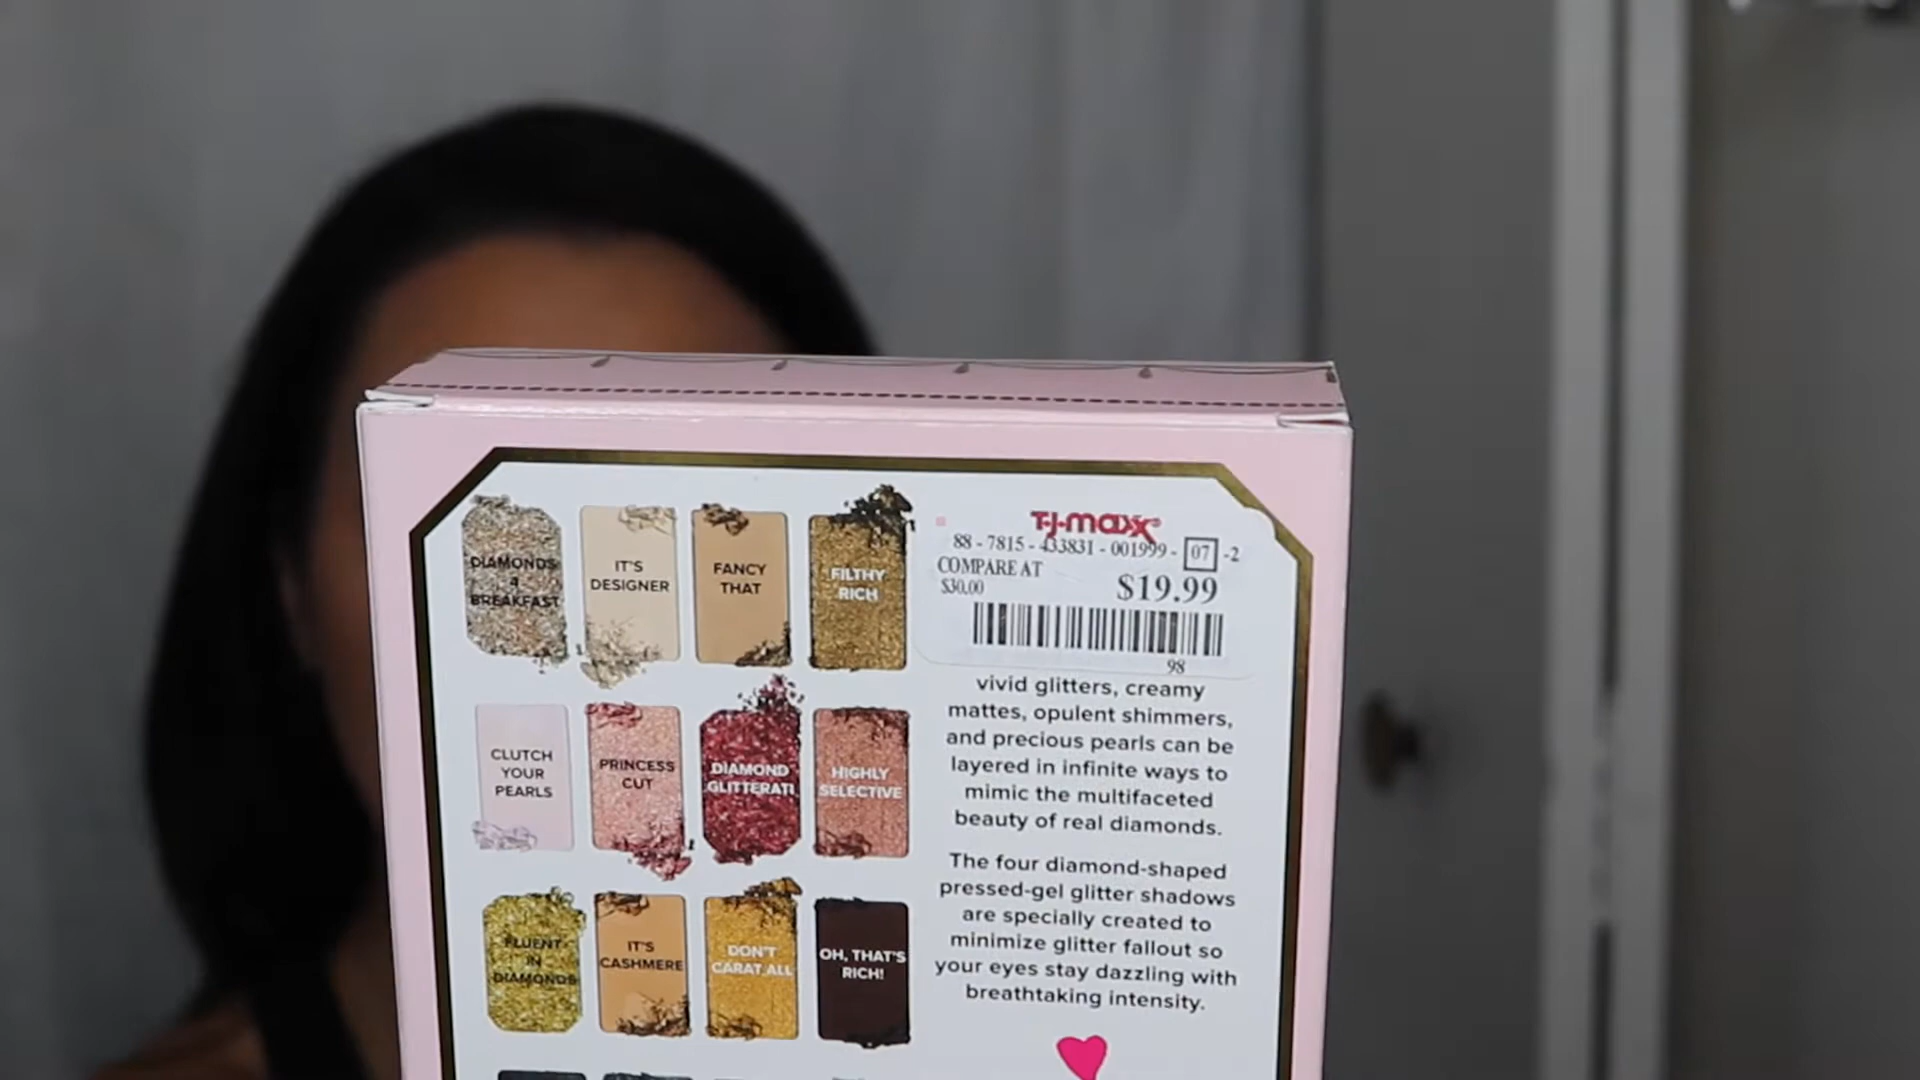 DIAMONDS
4
BREAKFAST
IT'S
DESIGNER
FANCY
THAT
FILTHY
RICH
CLUTCH
YOUR
PEARLS
PRINCESS
CUT
DIAMOND
GLITTERATI
HIGHLY
SELECTIVE
FLUENT
IN
DIAMONDS
IT'S
CASHMERE
DON'T
CARAT ALL
OH, THAT'S
RICH!
T·J·maxx®
88 - 7815 - 433831 - 001999 - 07 -2
COMPARE AT
$30.00
$19.99
98
vivid glitters, creamy
mattes, opulent shimmers,
and precious pearls can be
layered in infinite ways to
mimic the multifaceted
beauty of real diamonds.
The four diamond-shaped
pressed-gel glitter shadows
are specially created to
minimize glitter fallout so
your eyes stay dazzling with
breathtaking intensity.